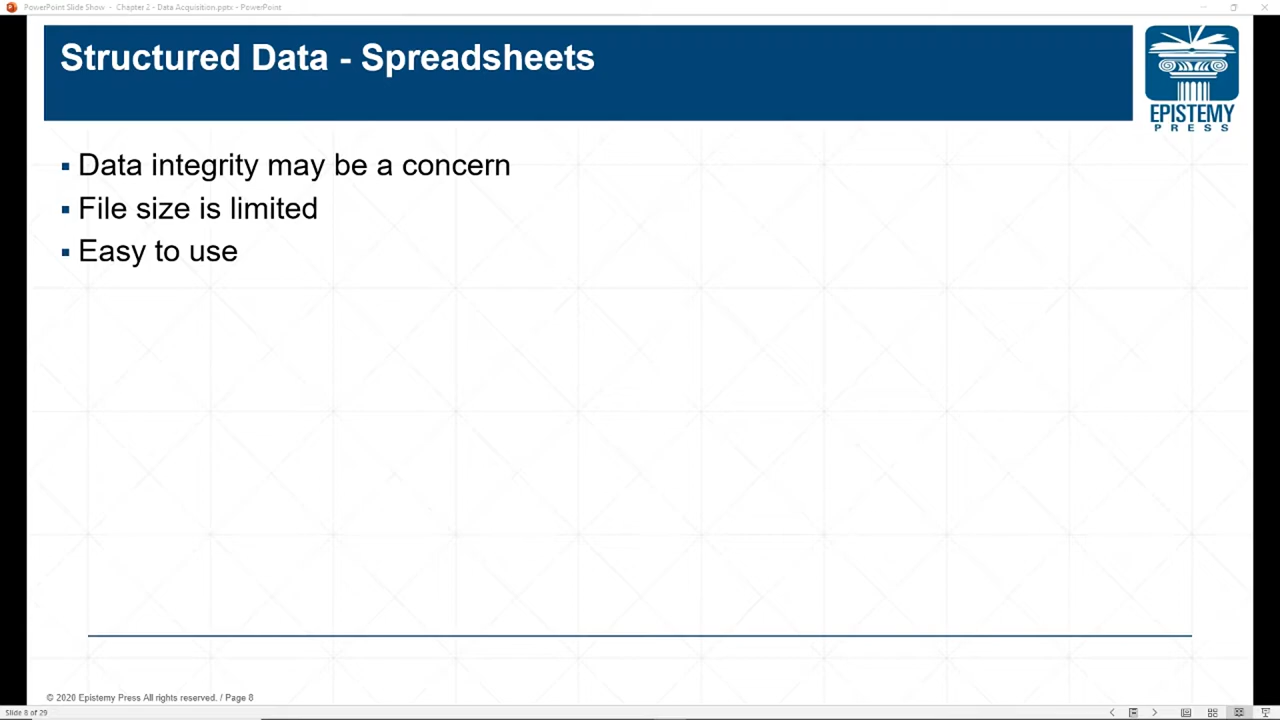 PowerPoint Slide Show - Chapter 2 - Data Acquisition.pptx - PowerPoint
Structured Data - Spreadsheets
EPISTEMY
PRESS
Data integrity may be a concern
File size is limited
Easy to use
© 2020 Epistemy Press All rights reserved. / Page 8
Slide 8 of 29